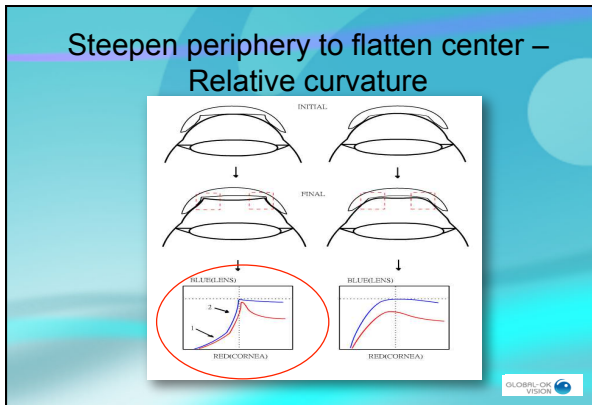 Steepen periphery to flatten center –
Relative curvature
INITIAL
FINAL
BLUE(LENS)
BLUE(LENS)
2
1
RED(CORNEA)
RED(CORNEA)
GLOBAL-OK
VISION